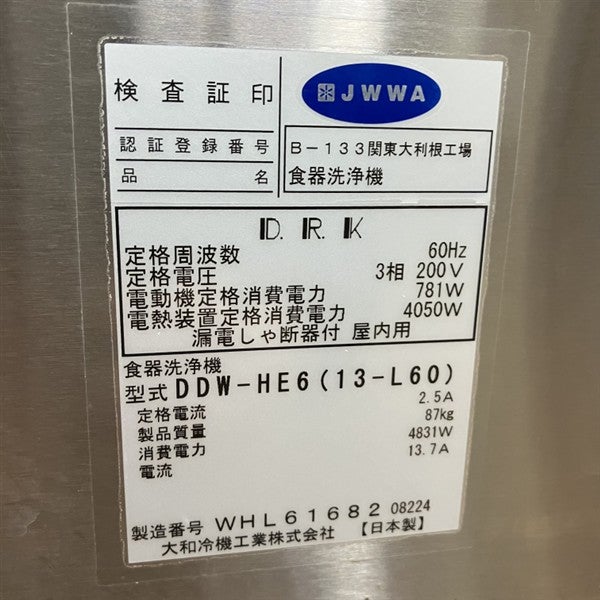 検査証印 JWWA
認証登録番号 B-133関東大利根工場
品名 食器洗浄機
D.R.K
定格周波数 60Hz
定格電圧 3相 200V
電動機定格消費電力 781W
電熱装置定格消費電力 4050W
漏電しゃ断器付 屋内用
食器洗浄機
型式 DDW-HE6(13-L60)
定格電流 2.5A
製品質量 87kg
消費電力 4831W
電流 13.7A
製造番号 WHL61682 08224
大和冷機工業株式会社 【日本製】